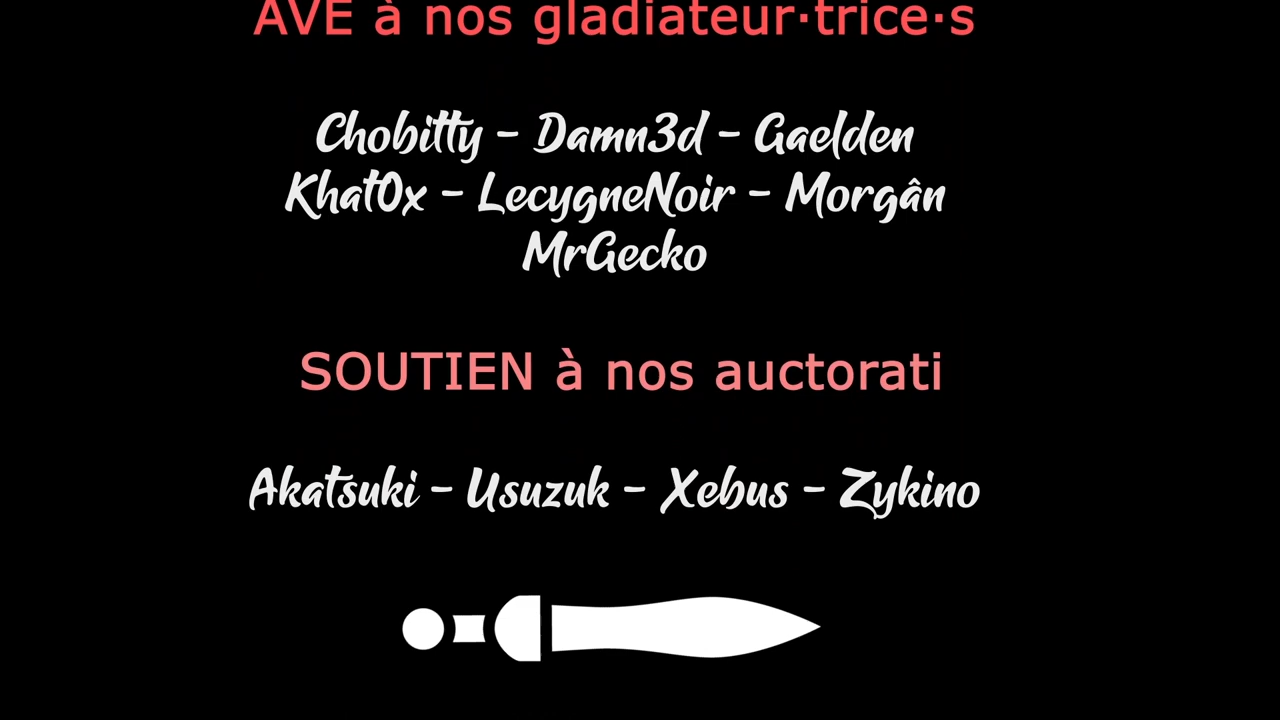 AVE à nos gladiateur·trice·s
Chobitty - Damn3d - Gaelden
Khat0x - LecygneNoir - Morgân
MrGecko
SOUTIEN à nos auctorati
Akatsuki - Usuzuk - Xebus - Zykino